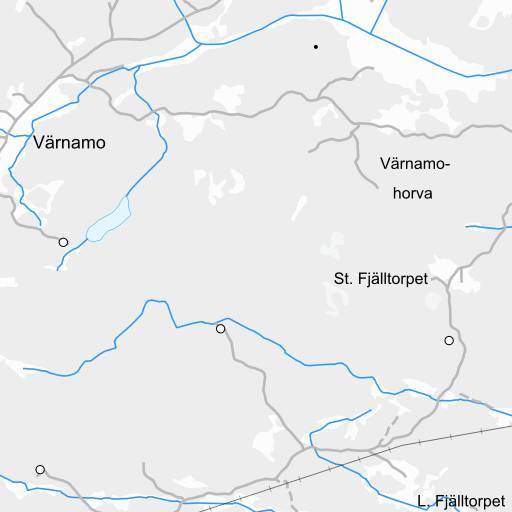 Värnamo
Värnamo-
horva
St. Fjälltorpet
L. Fjälltorpet